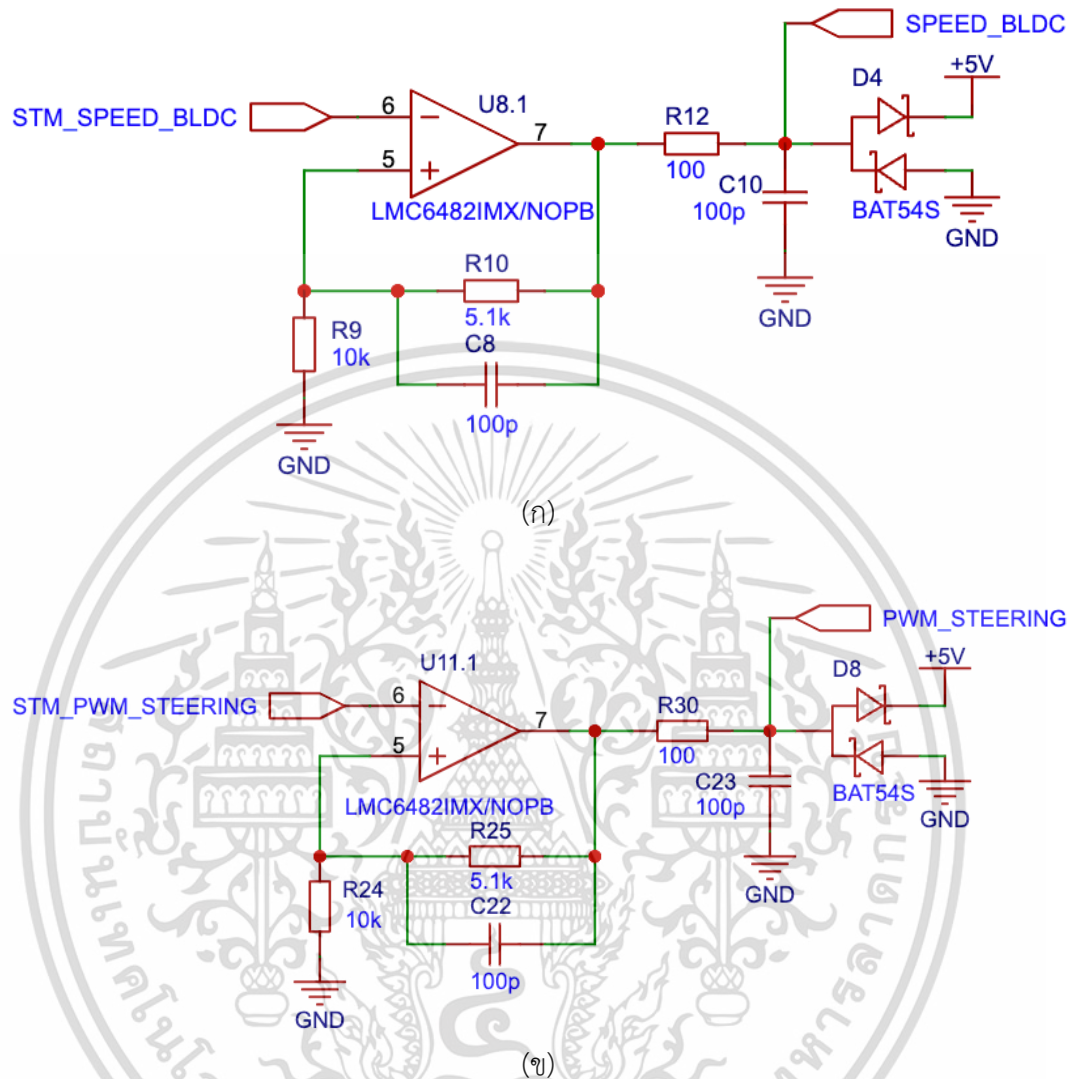 SPEED_BLDC
+5V
D4
STM_SPEED_BLDC
6
U8.1
7
R12
100
5
C10
100p
LMC6482IMX/NOPB
BAT54S
GND
R10
5.1k
GND
R9
10k
C8
100p
GND
(ก)
PWM_STEERING
+5V
U11.1
D8
STM_PWM_STEERING
6
7
R30
100
5
C23
100p
LMC6482IMX/NOPB
BAT54S
GND
R25
5.1k
GND
R24
10k
C22
100p
GND
(ข)